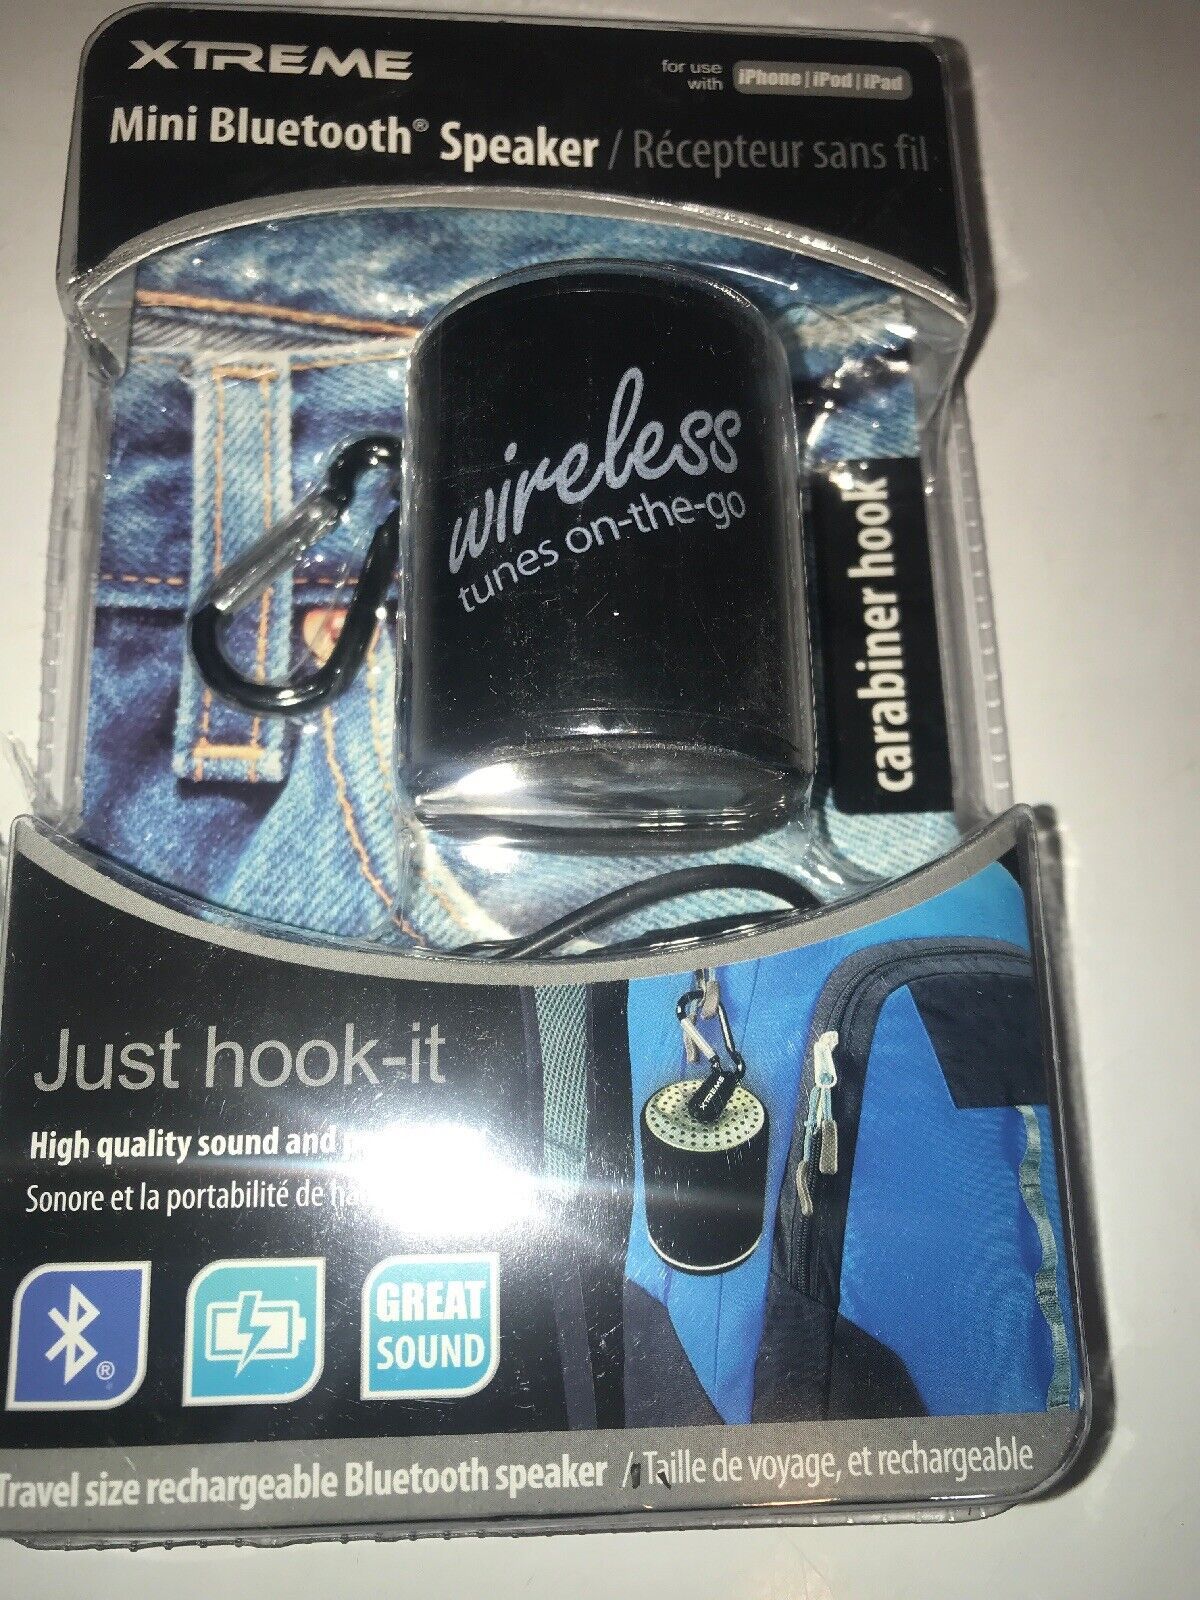 XTREME
for use with iPhone | iPod | iPad
Mini Bluetooth® Speaker / Récepteur sans fil
wireless
tunes on-the-go
carabiner hook
Just hook-it
High quality sound and
Sonore et la portabilité de
XTREME
®
GREAT
SOUND
Travel size rechargeable Bluetooth speaker / Taille de voyage, et rechargeable